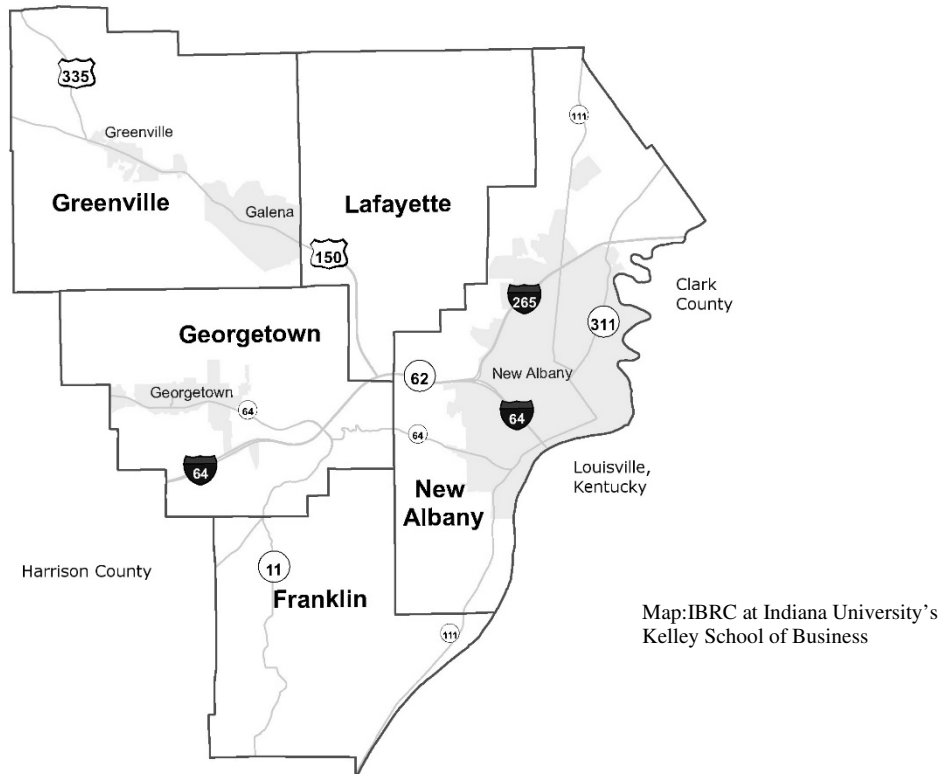 335
111
Greenville
Greenville
Lafayette
Galena
150
Clark
County
265
311
Georgetown
62
New Albany
Georgetown
64
64
64
64
Louisville,
Kentucky
New
Albany
Harrison County
11
Franklin
111
Map:IBRC at Indiana University's
Kelley School of Business